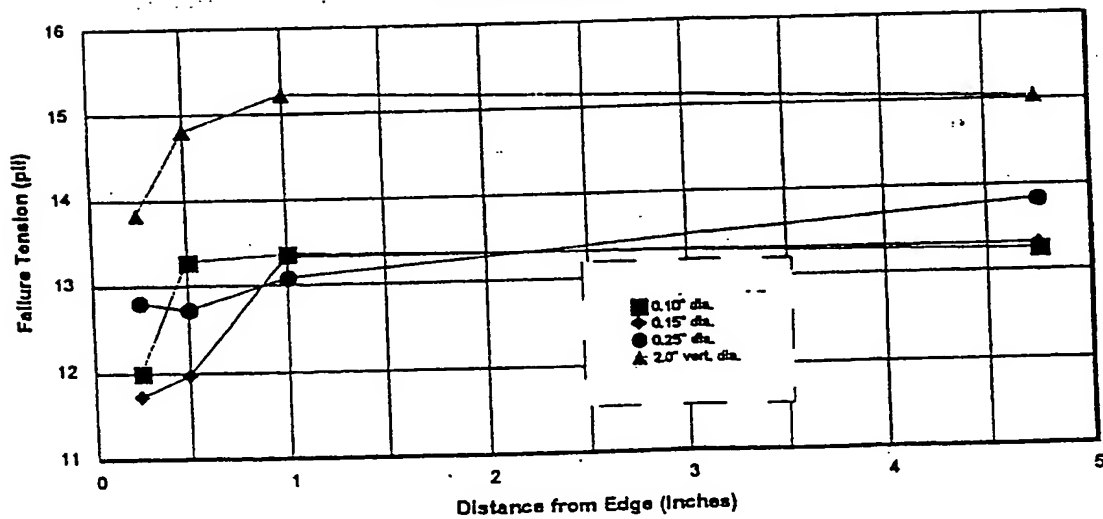 16
15
14
13
12
11
Failure Tension (pli)
0.10" dia.
0.15" dia.
0.25" dia.
2.0" vert. dia.
0 1 2 3 4 5
Distance from Edge (Inches)